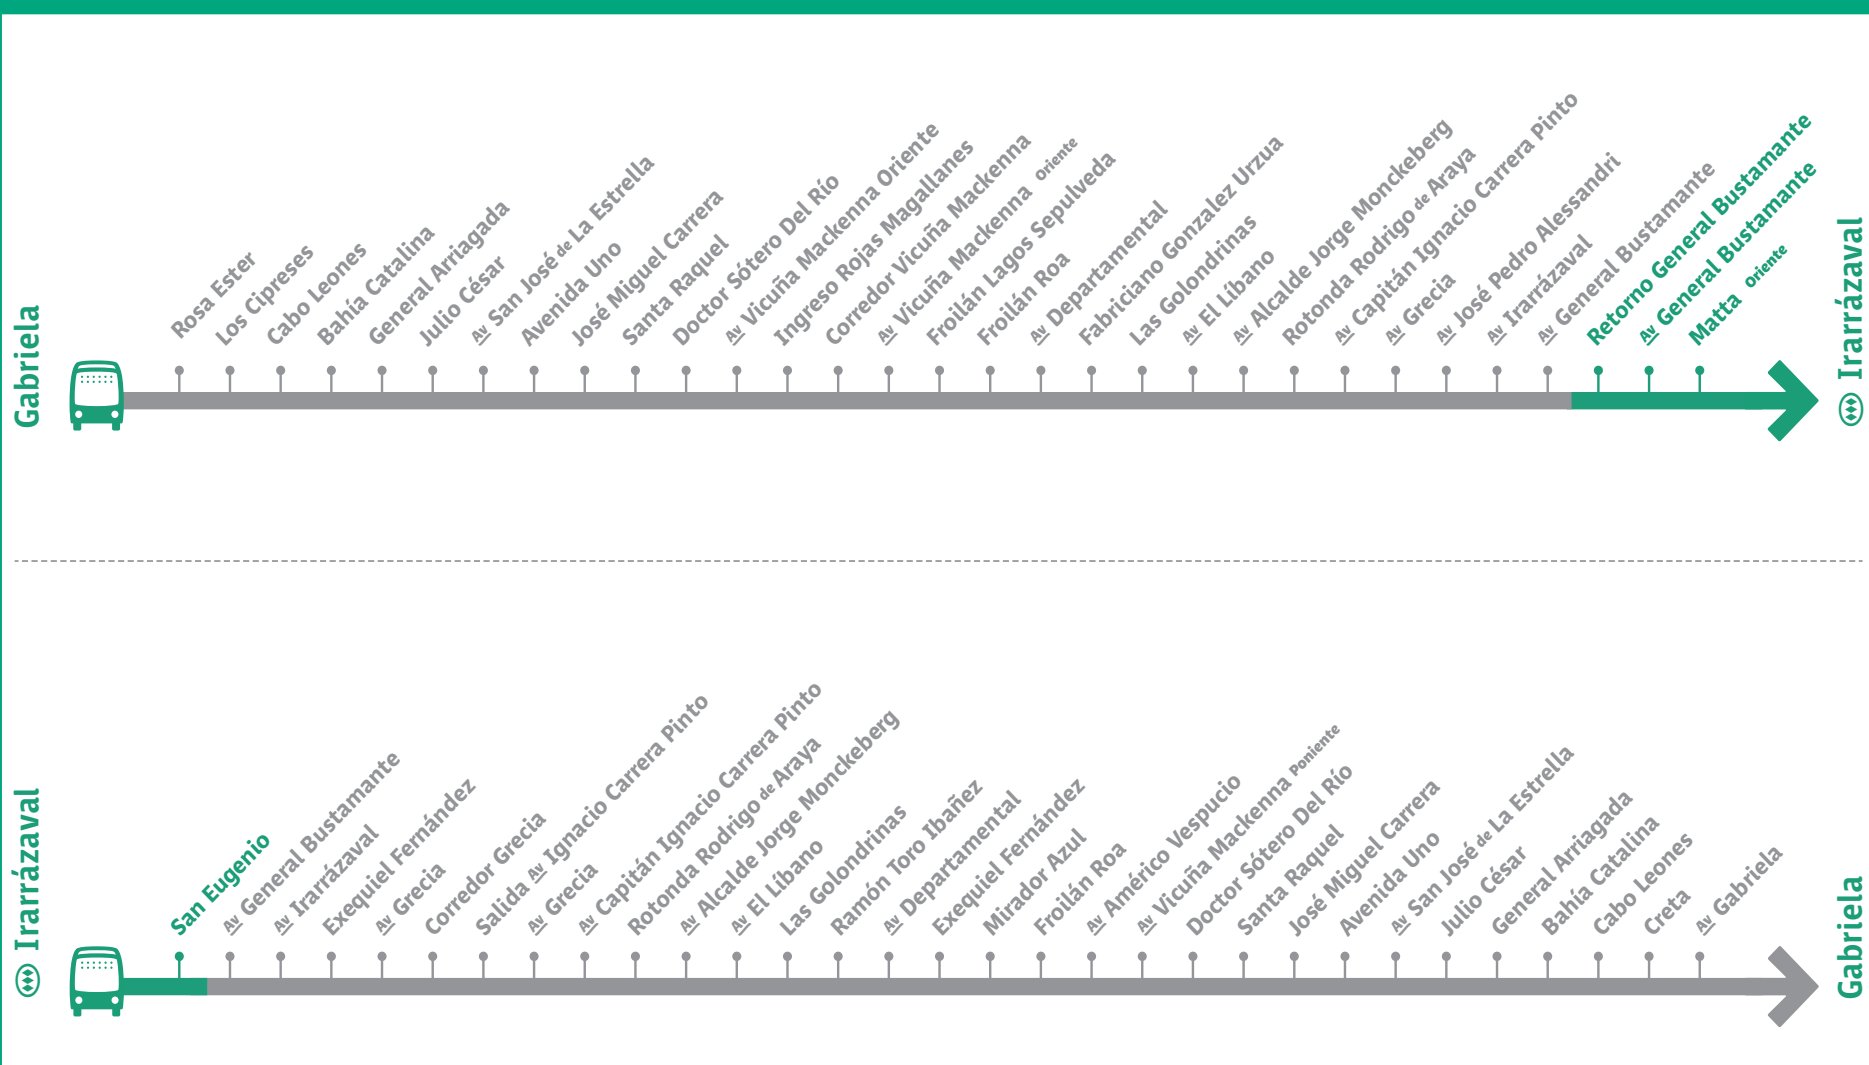 Gabriela
Rosa Ester
Los Cipreses
Cabo Leones
Bahía Catalina
General Arriagada
Julio César
Av San José de La Estrella
Avenida Uno
José Miguel Carrera
Santa Raquel
Doctor Sótero Del Río
Av Vicuña Mackenna Oriente
Ingreso Rojas Magallanes
Corredor Vicuña Mackenna
Av Vicuña Mackenna Oriente
Froilán Lagos Sepulveda
Froilán Roa
Av Departamental
Fabriciano Gonzalez Urzua
Las Golondrinas
Av El Líbano
Av Alcalde Jorge Monckeberg
Rotonda Rodrigo de Araya
Av Capitán Ignacio Carrera Pinto
Av Grecia
Av José Pedro Alessandri
Av Irarrázaval
Av General Bustamante
Retorno General Bustamante
Av General Bustamante
Matta Oriente
Irarrázaval
Irarrázaval
San Eugenio
Av General Bustamante
Av Irarrázaval
Exequiel Fernández
Av Grecia
Corredor Grecia
Salida Av Ignacio Carrera Pinto
Av Grecia
Av Capitán Ignacio Carrera Pinto
Rotonda Rodrigo de Araya
Av Alcalde Jorge Monckeberg
Av El Líbano
Las Golondrinas
Ramón Toro Ibañez
Av Departamental
Exequiel Fernández
Mirador Azul
Froilán Roa
Av Américo Vespucio
Av Vicuña Mackenna Poniente
Doctor Sótero Del Río
Santa Raquel
José Miguel Carrera
Avenida Uno
Av San José de La Estrella
Julio César
General Arriagada
Bahía Catalina
Cabo Leones
Creta
Av Gabriela
Gabriela